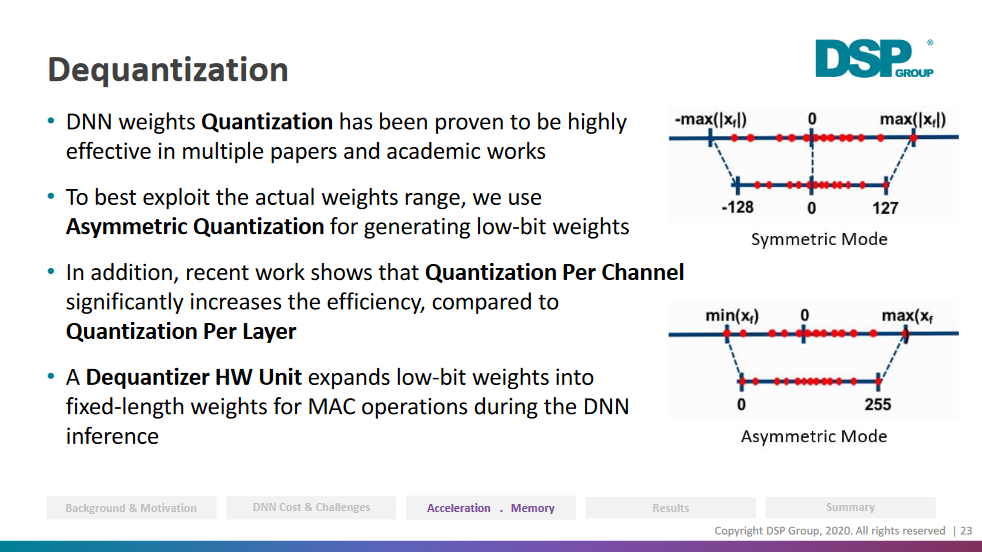 Dequantization
DSP GROUP ®
• DNN weights Quantization has been proven to be highly
effective in multiple papers and academic works
• To best exploit the actual weights range, we use
Asymmetric Quantization for generating low-bit weights
• In addition, recent work shows that Quantization Per Channel
significantly increases the efficiency, compared to
Quantization Per Layer
• A Dequantizer HW Unit expands low-bit weights into
fixed-length weights for MAC operations during the DNN
inference
-max(|xf|) 0 max(|xf|)
-128 0 127
Symmetric Mode
min(xf) 0 max(xf
0 255
Asymmetric Mode
Background & Motivation DNN Cost & Challenges Acceleration . Memory Results Summary
Copyright DSP Group, 2020. All rights reserved | 23